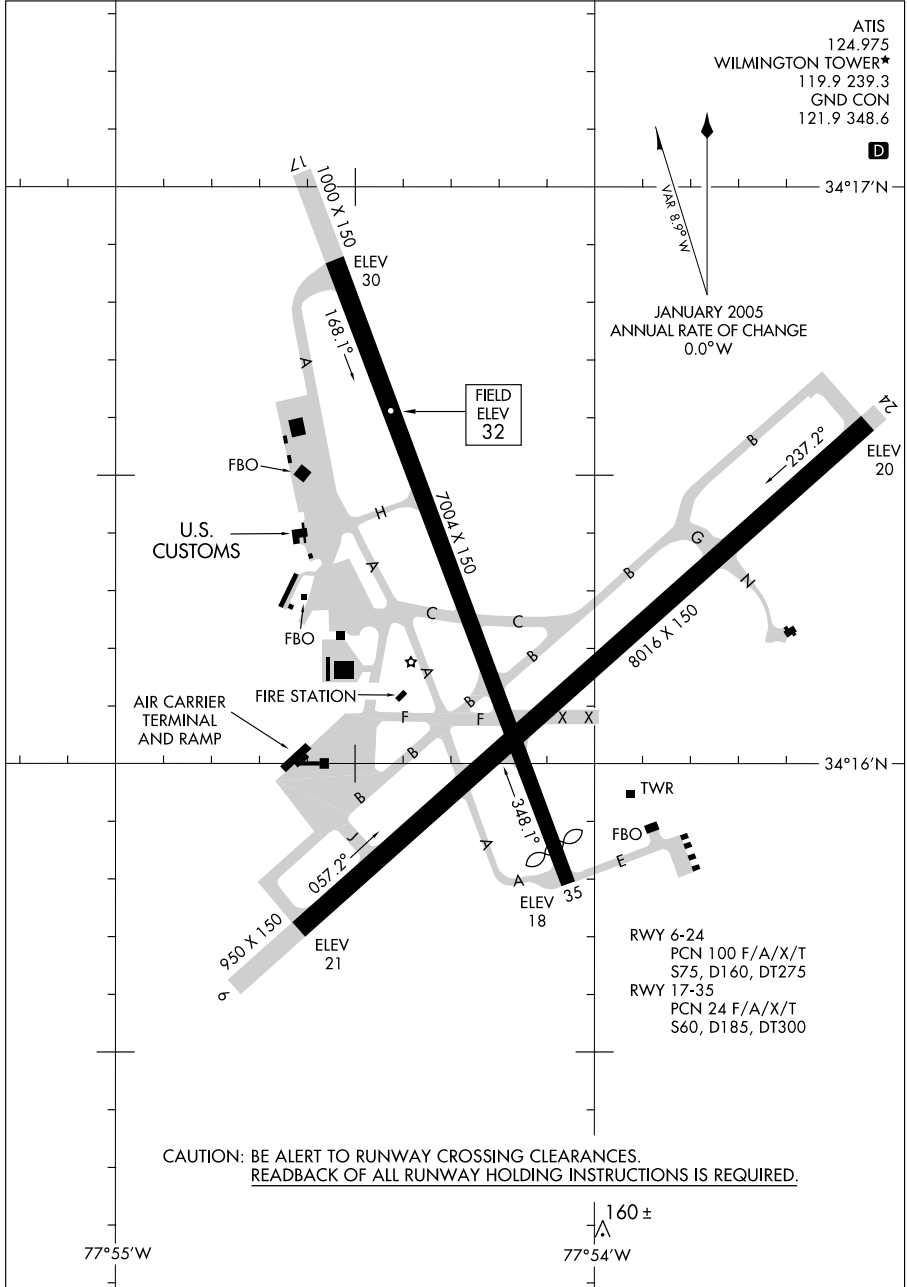 ATIS
124.975
WILMINGTON TOWER★
119.9 239.3
GND CON
121.9 348.6
D
34°17'N
VAR 8.9° W
JANUARY 2005
ANNUAL RATE OF CHANGE
0.0° W
17
1000 X 150
ELEV
30
168.1°
A
FIELD
ELEV
32
FBO
U.S.
CUSTOMS
H
7004 X 150
A
FBO
C
C
B
24
ELEV
20
237.2°
B
G
N
B
8016 X 150
B
A
FIRE STATION
F
F
X
X
AIR CARRIER
TERMINAL
AND RAMP
B
B
J
34°16'N
TWR
FBO
348.1°
A
A
E
057.2°
ELEV
18
35
950 X 150
ELEV
21
6
RWY 6-24
PCN 100 F/A/X/T
S75, D160, DT275
RWY 17-35
PCN 24 F/A/X/T
S60, D185, DT300
CAUTION: BE ALERT TO RUNWAY CROSSING CLEARANCES.
READBACK OF ALL RUNWAY HOLDING INSTRUCTIONS IS REQUIRED.
160 ±
77°55'W
77°54'W